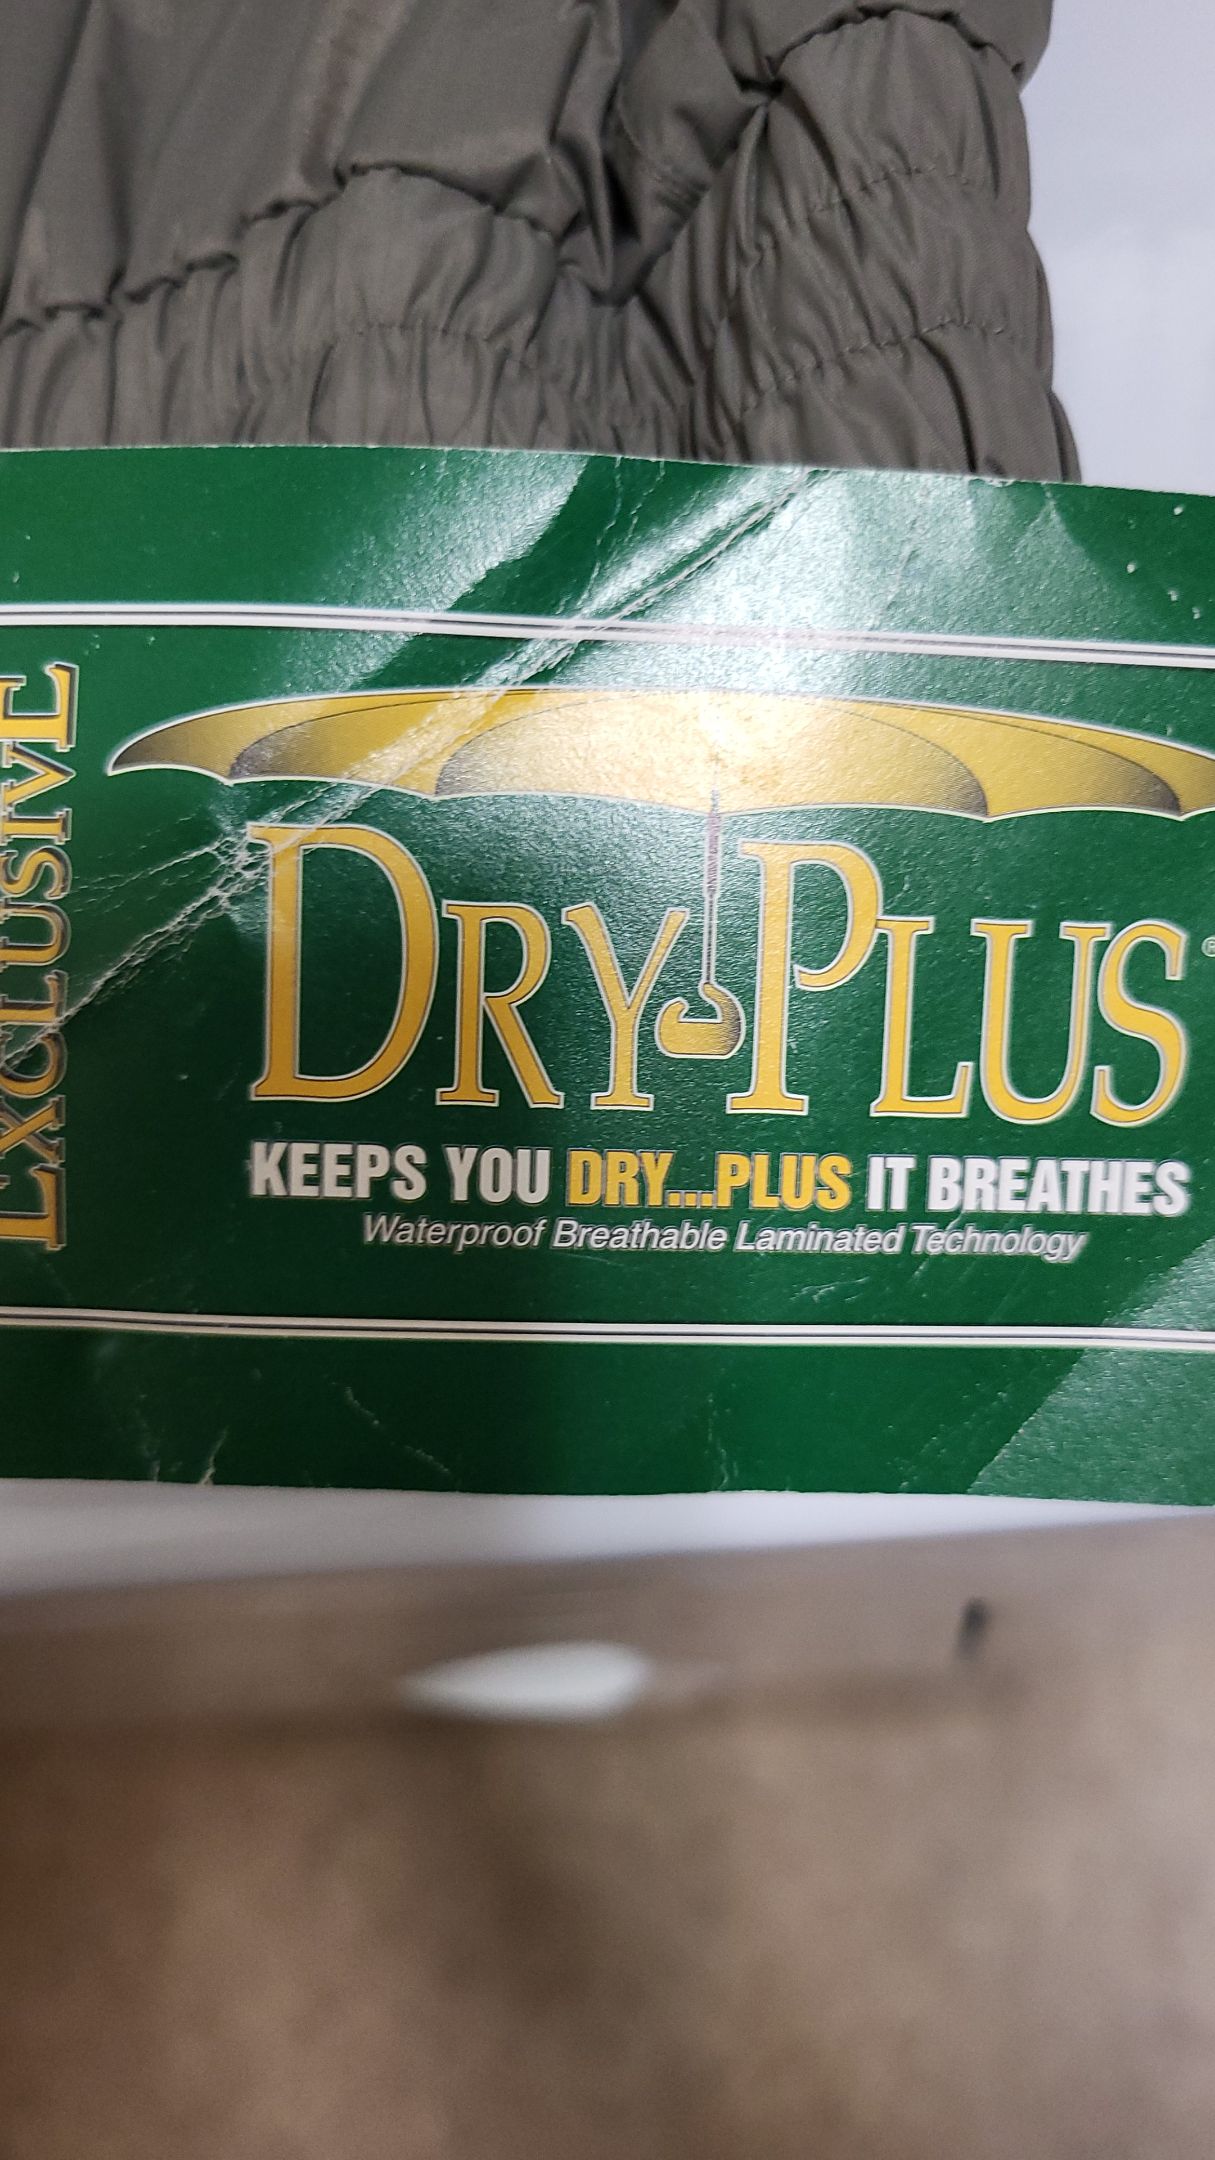 EXCLUSIVE
DRY-PLUS®
KEEPS YOU DRY...PLUS IT BREATHES
Waterproof Breathable Laminated Technology